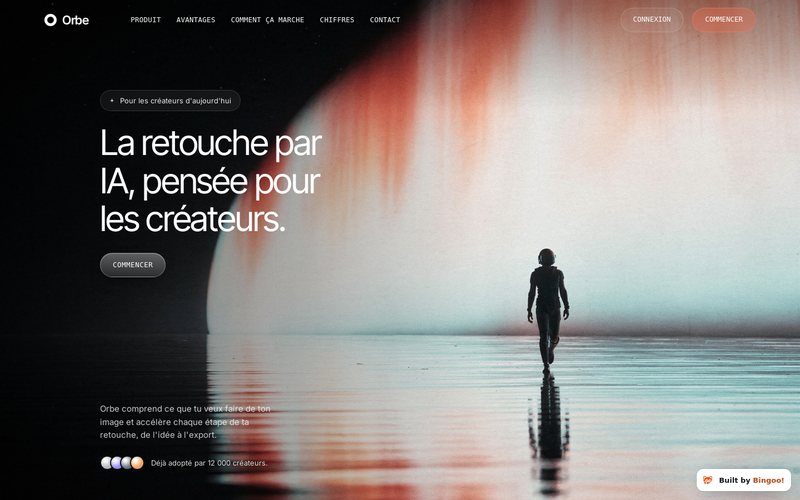 Orbe
PRODUIT
AVANTAGES
COMMENT ÇA MARCHE
CHIFFRES
CONTACT
CONNEXION
COMMENCER
Pour les créateurs d'aujourd'hui
La retouche par
IA, pensée pour
les créateurs.
COMMENCER
Orbe comprend ce que tu veux faire de ton
image et accélère chaque étape de ta
retouche, de l'idée à l'export.
Déjà adopté par 12 000 créateurs.
Built by Bingoo!